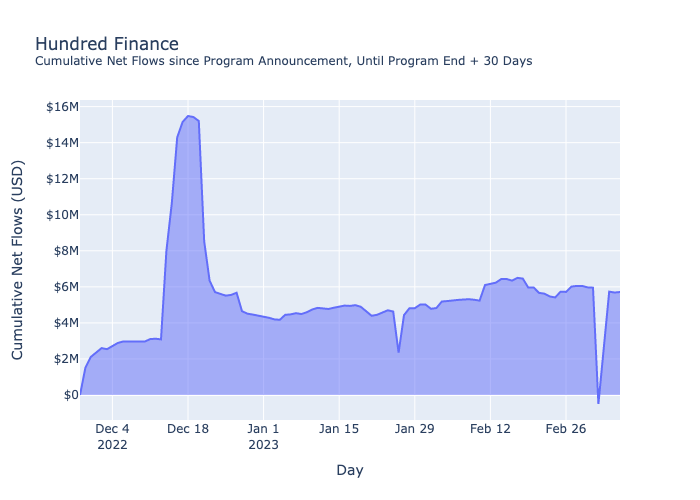 Hundred Finance
Cumulative Net Flows since Program Announcement, Until Program End + 30 Days
Cumulative Net Flows (USD)
$16M
$14M
$12M
$10M
$8M
$6M
$4M
$2M
$0
Dec 4 Dec 18 Jan 1 Jan 15 Jan 29 Feb 12 Feb 26
2022 2023
Day